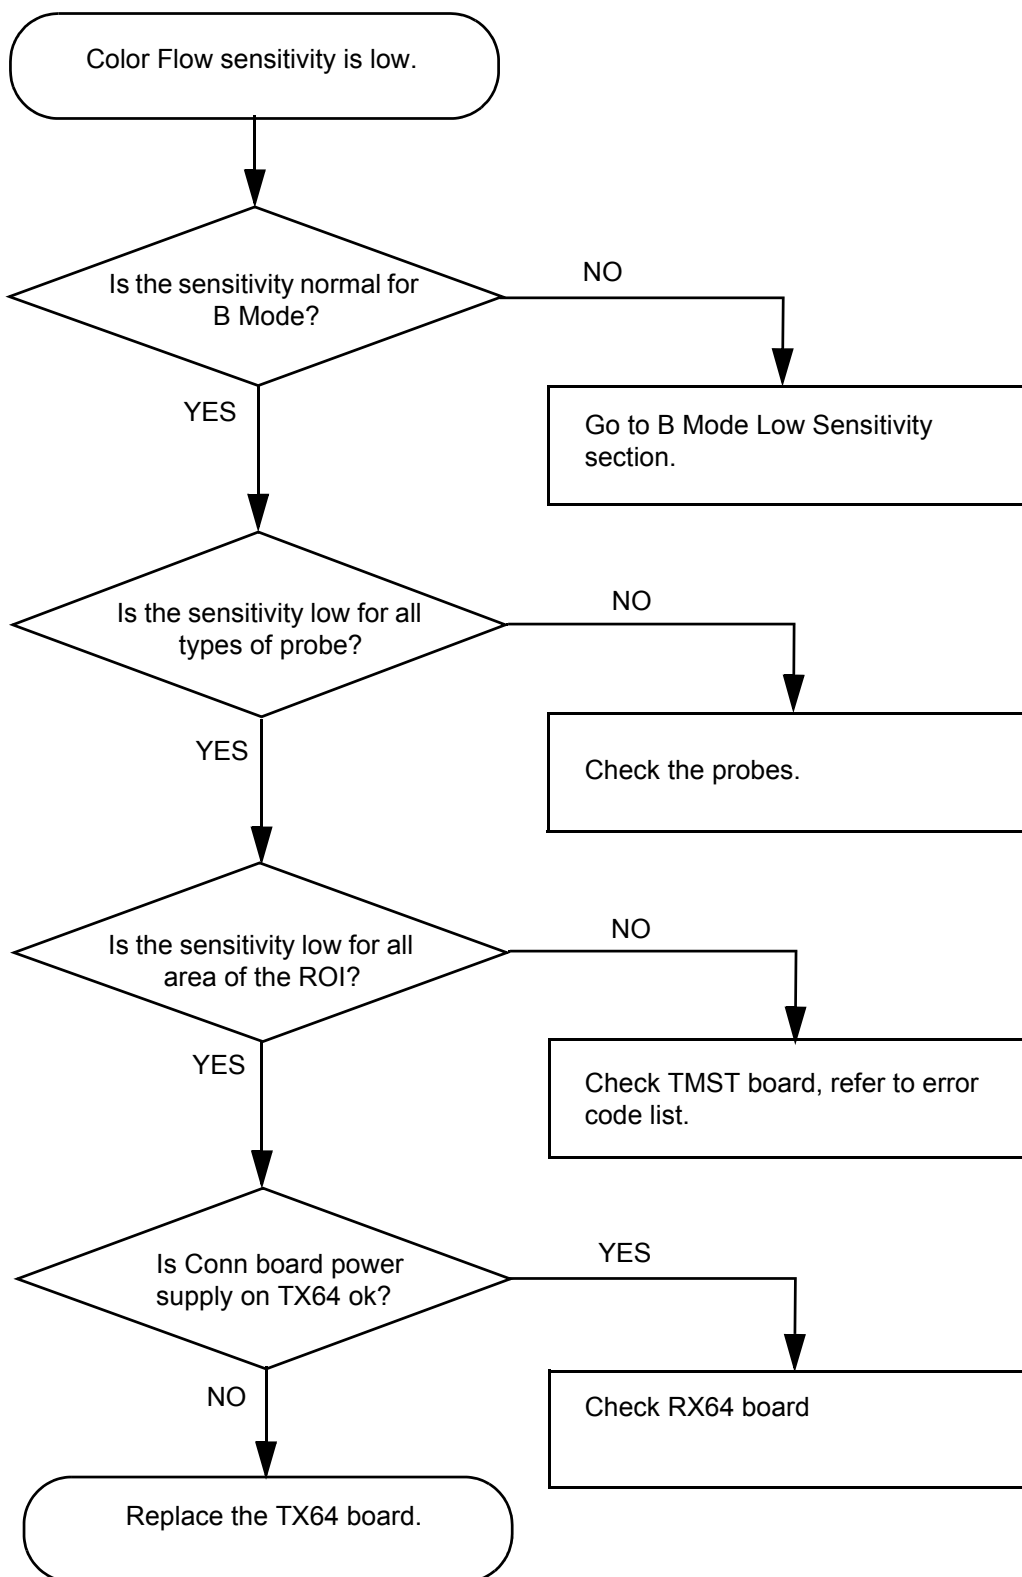 Color Flow sensitivity is low.
Is the sensitivity normal for
B Mode?
NO
YES
Go to B Mode Low Sensitivity
section.
Is the sensitivity low for all
types of probe?
NO
YES
Check the probes.
Is the sensitivity low for all
area of the ROI?
NO
YES
Check TMST board, refer to error
code list.
Is Conn board power
supply on TX64 ok?
YES
NO
Check RX64 board
Replace the TX64 board.